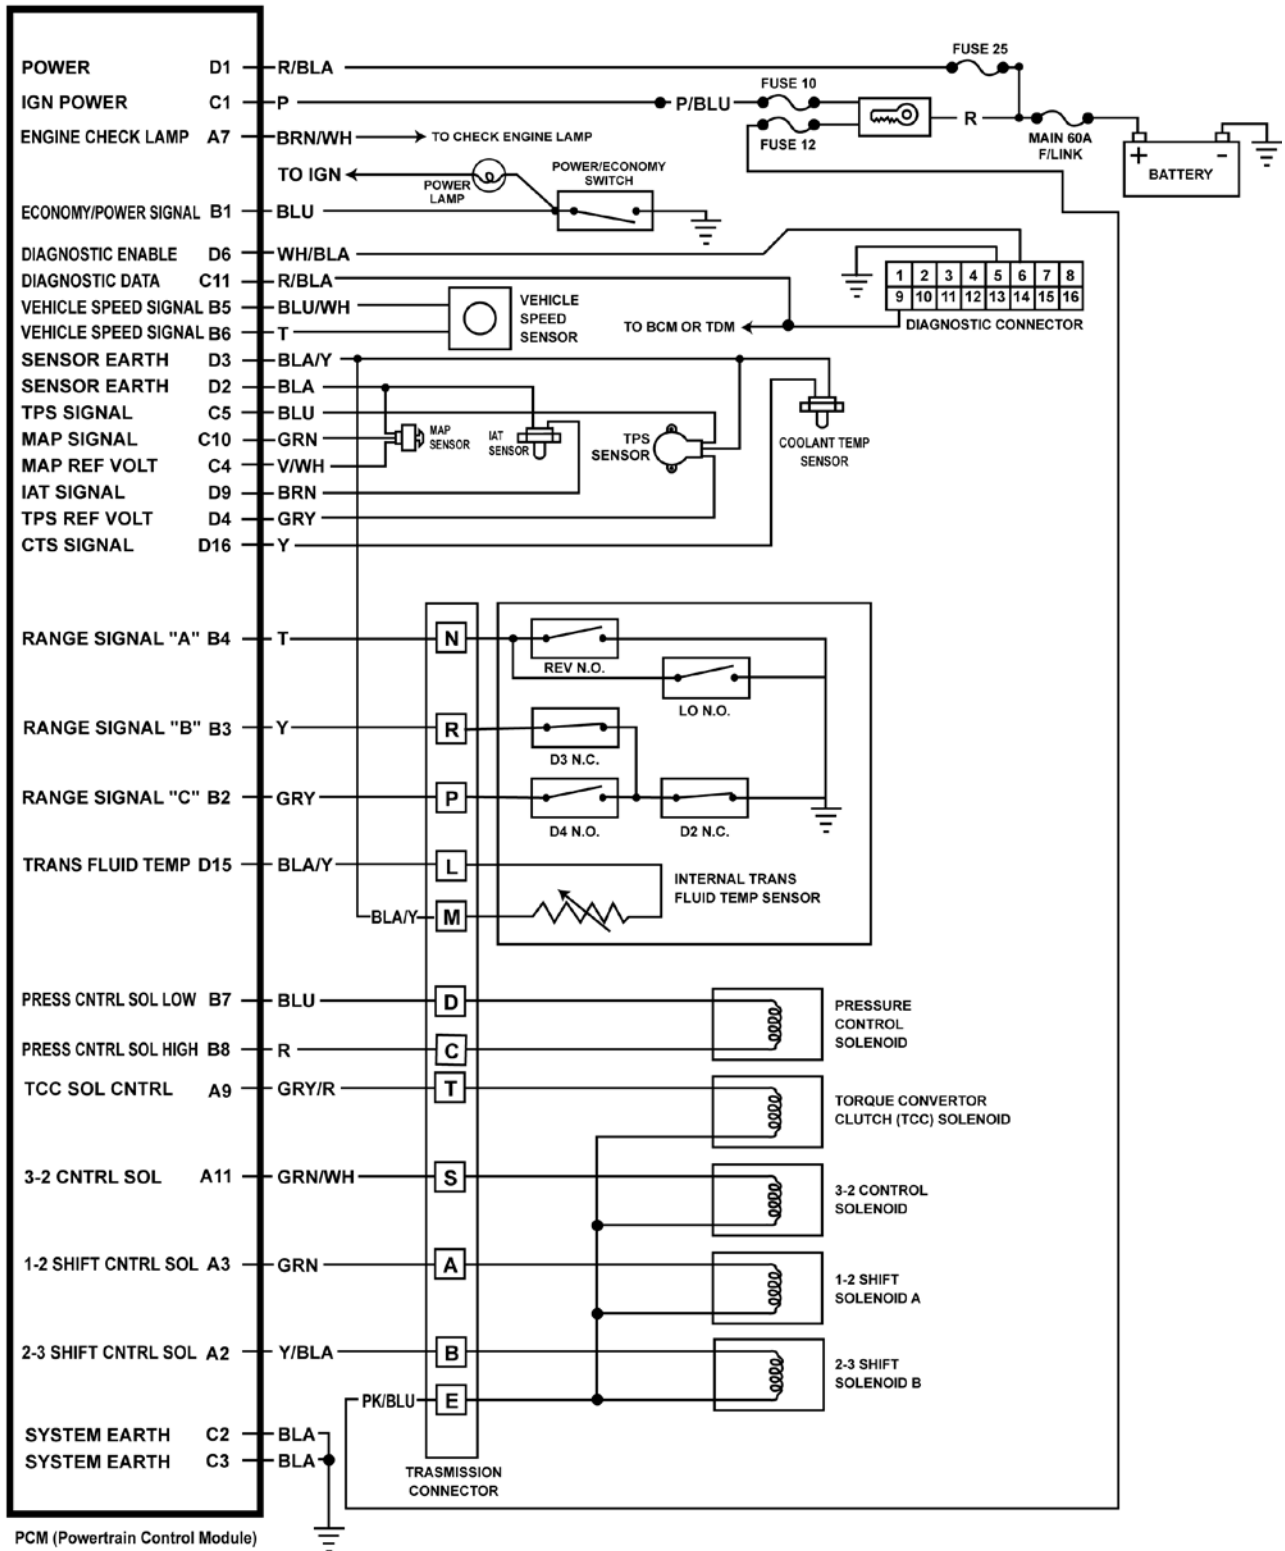 FUSE 25
POWER D1 R/BLA
FUSE 10
IGN POWER C1 P P/BLU
R
ENGINE CHECK LAMP A7 BRN/WH TO CHECK ENGINE LAMP
FUSE 12
MAIN 60A
F/LINK
+ -
BATTERY
TO IGN
POWER
LAMP
POWER/ECONOMY
SWITCH
ECONOMY/POWER SIGNAL B1 BLU
DIAGNOSTIC ENABLE D6 WH/BLA
DIAGNOSTIC DATA C11 R/BLA
1 2 3 4 5 6 7 8
9 10 11 12 13 14 15 16
DIAGNOSTIC CONNECTOR
TO BCM OR TDM
VEHICLE SPEED SIGNAL B5 BLU/WH
VEHICLE SPEED SIGNAL B6 T
VEHICLE
SPEED
SENSOR
SENSOR EARTH D3 BLA/Y
SENSOR EARTH D2 BLA
TPS SIGNAL C5 BLU
MAP SIGNAL C10 GRN
MAP REF VOLT C4 V/WH
IAT SIGNAL D9 BRN
TPS REF VOLT D4 GRY
CTS SIGNAL D16 Y
MAP
SENSOR
IAT
SENSOR
TPS
SENSOR
COOLANT TEMP
SENSOR
RANGE SIGNAL "A" B4 T N
REV N.O.
LO N.O.
RANGE SIGNAL "B" B3 Y R
D3 N.C.
RANGE SIGNAL "C" B2 GRY P
D4 N.O. D2 N.C.
TRANS FLUID TEMP D15 BLA/Y L
INTERNAL TRANS
FLUID TEMP SENSOR
BLA/Y M
PRESS CNTRL SOL LOW B7 BLU D
PRESS CNTRL SOL HIGH B8 R C
PRESSURE
CONTROL
SOLENOID
TCC SOL CNTRL A9 GRY/R T
TORQUE CONVERTOR
CLUTCH (TCC) SOLENOID
3-2 CNTRL SOL A11 GRN/WH S
3-2 CONTROL
SOLENOID
1-2 SHIFT CNTRL SOL A3 GRN A
1-2 SHIFT
SOLENOID A
2-3 SHIFT CNTRL SOL A2 Y/BLA B
2-3 SHIFT
SOLENOID B
PK/BLU E
SYSTEM EARTH C2 BLA
SYSTEM EARTH C3 BLA
TRASMISSION
CONNECTOR
PCM (Powertrain Control Module)